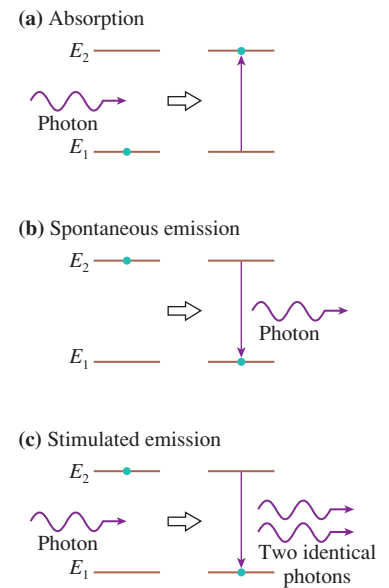 (a) Absorption
E2
Photon
E1
(b) Spontaneous emission
E2
Photon
E1
(c) Stimulated emission
E2
Photon
Two identical
photons
E1